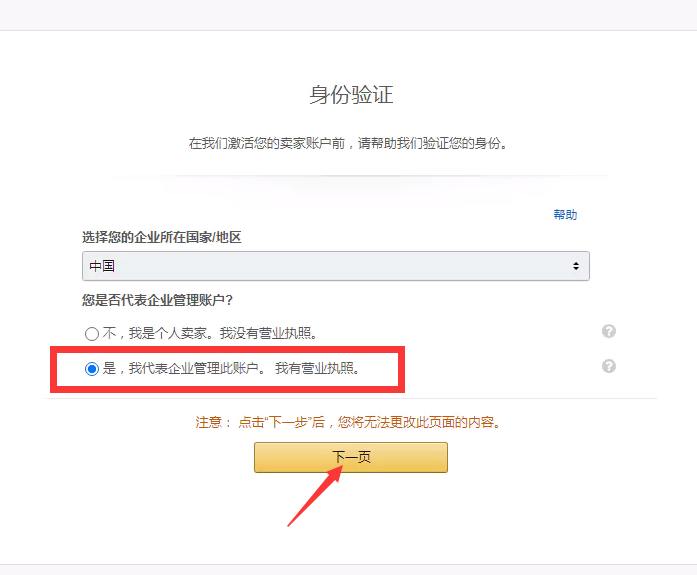 身份验证
在我们激活您的卖家账户前，请帮助我们验证您的身份。
帮助
选择您的企业所在国家/地区
中国
您是否代表企业管理账户?
不，我是个人卖家。我没有营业执照。
?
是，我代表企业管理此账户。 我有营业执照。
?
注意： 点击“下一步”后，您将无法更改此页面的内容。
下一页